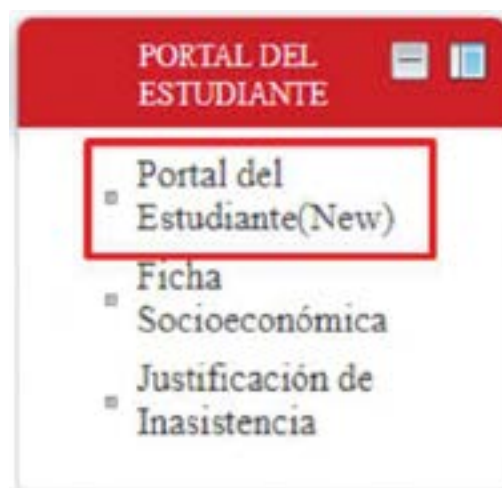 PORTAL DEL
ESTUDIANTE
Portal del
Estudiante(New)
Ficha
Socioeconómica
Justificación de
Inasistencia